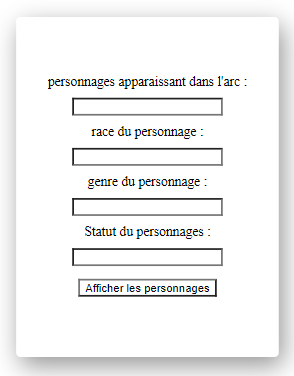 personnages apparaissant dans l'arc :
race du personnage :
genre du personnage :
Statut du personnages :
Afficher les personnages